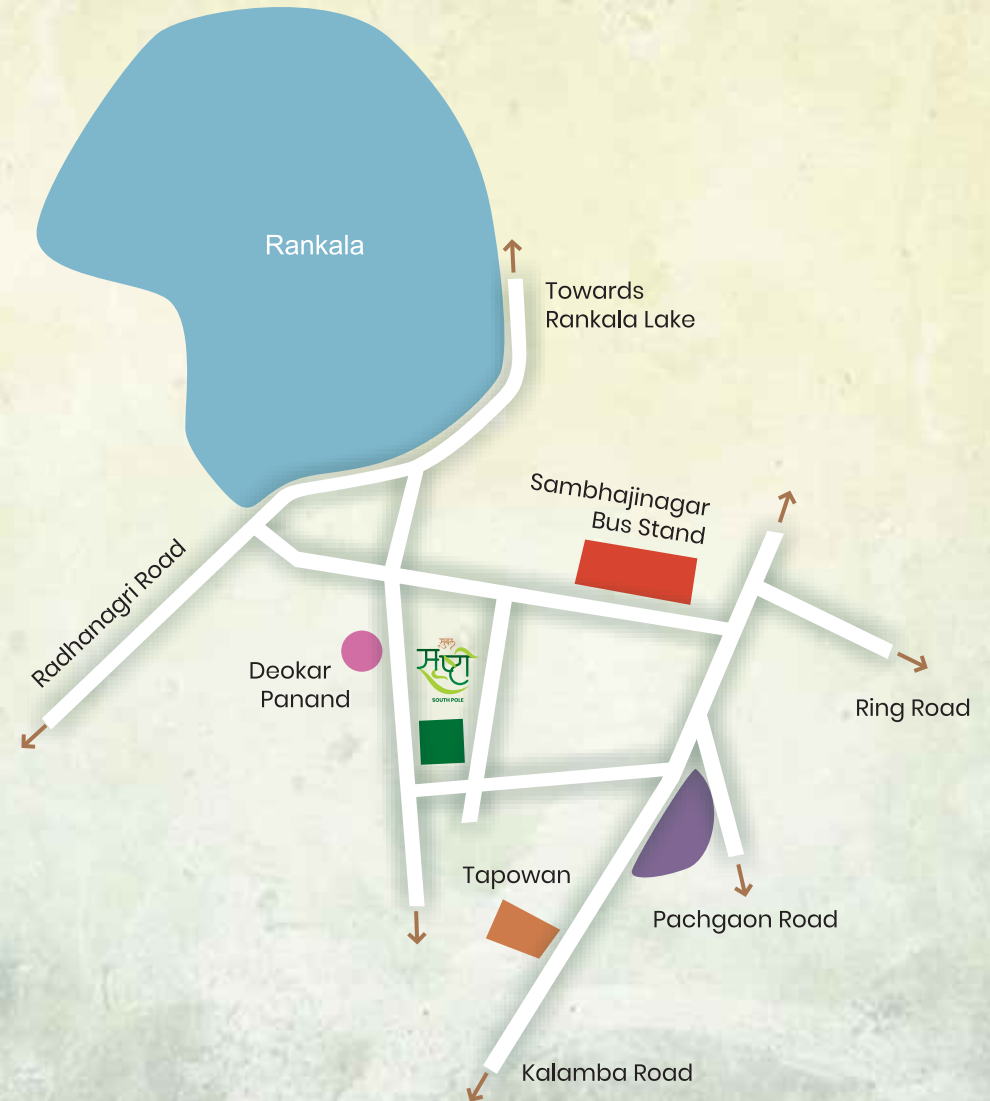 Rankala
Towards
Rankala Lake
Sambhajinagar
Bus Stand
Radhanagri Road
Deokar
Panand
SOUTH POLE
Ring Road
Tapowan
Pachgaon Road
Kalamba Road